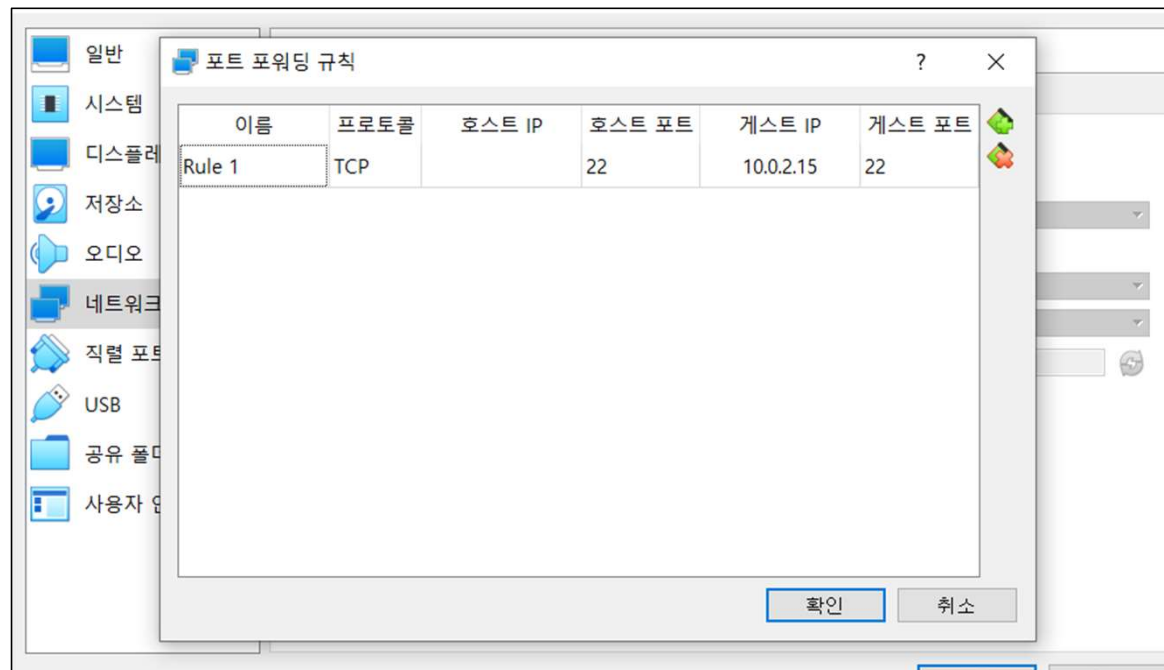 포트 포워딩 규칙
?
이름 프로토콜 호스트 IP 호스트 포트 게스트 IP 게스트 포트
Rule 1 TCP 22 10.0.2.15 22
확인 취소
일반
시스템
디스플레
저장소
오디오
네트워크
직렬 포트
USB
공유 폴더
사용자